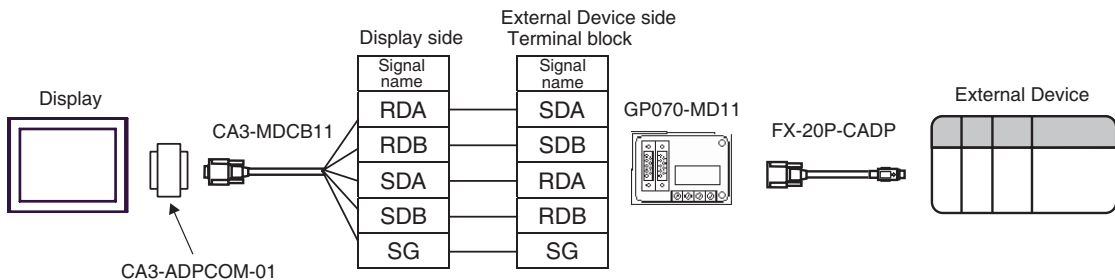 External Device side
Display side
Terminal block
Signal name
Signal name
Display
CA3-MDCB11
RDA
SDA
GP070-MD11
FX-20P-CADP
External Device
RDB
SDB
SDA
RDA
SDB
RDB
SG
SG
CA3-ADPCOM-01